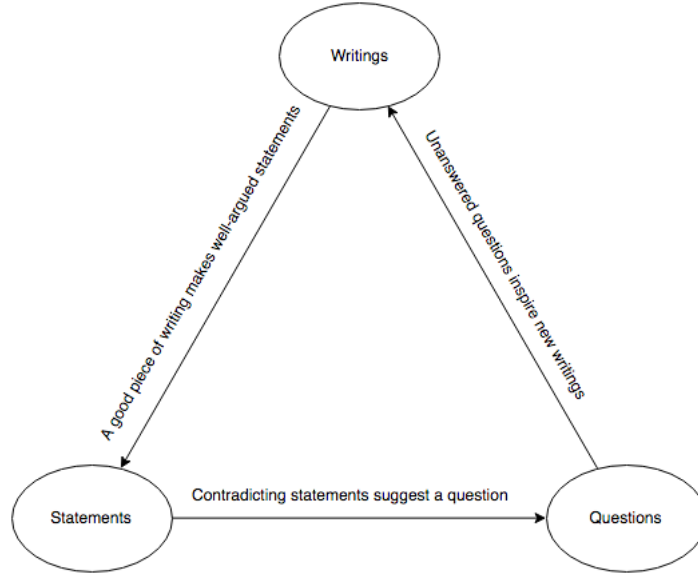 Writings
A good piece of writing makes well-argued statements
Unanswered questions inspire new writings
Contradicting statements suggest a question
Statements
Questions